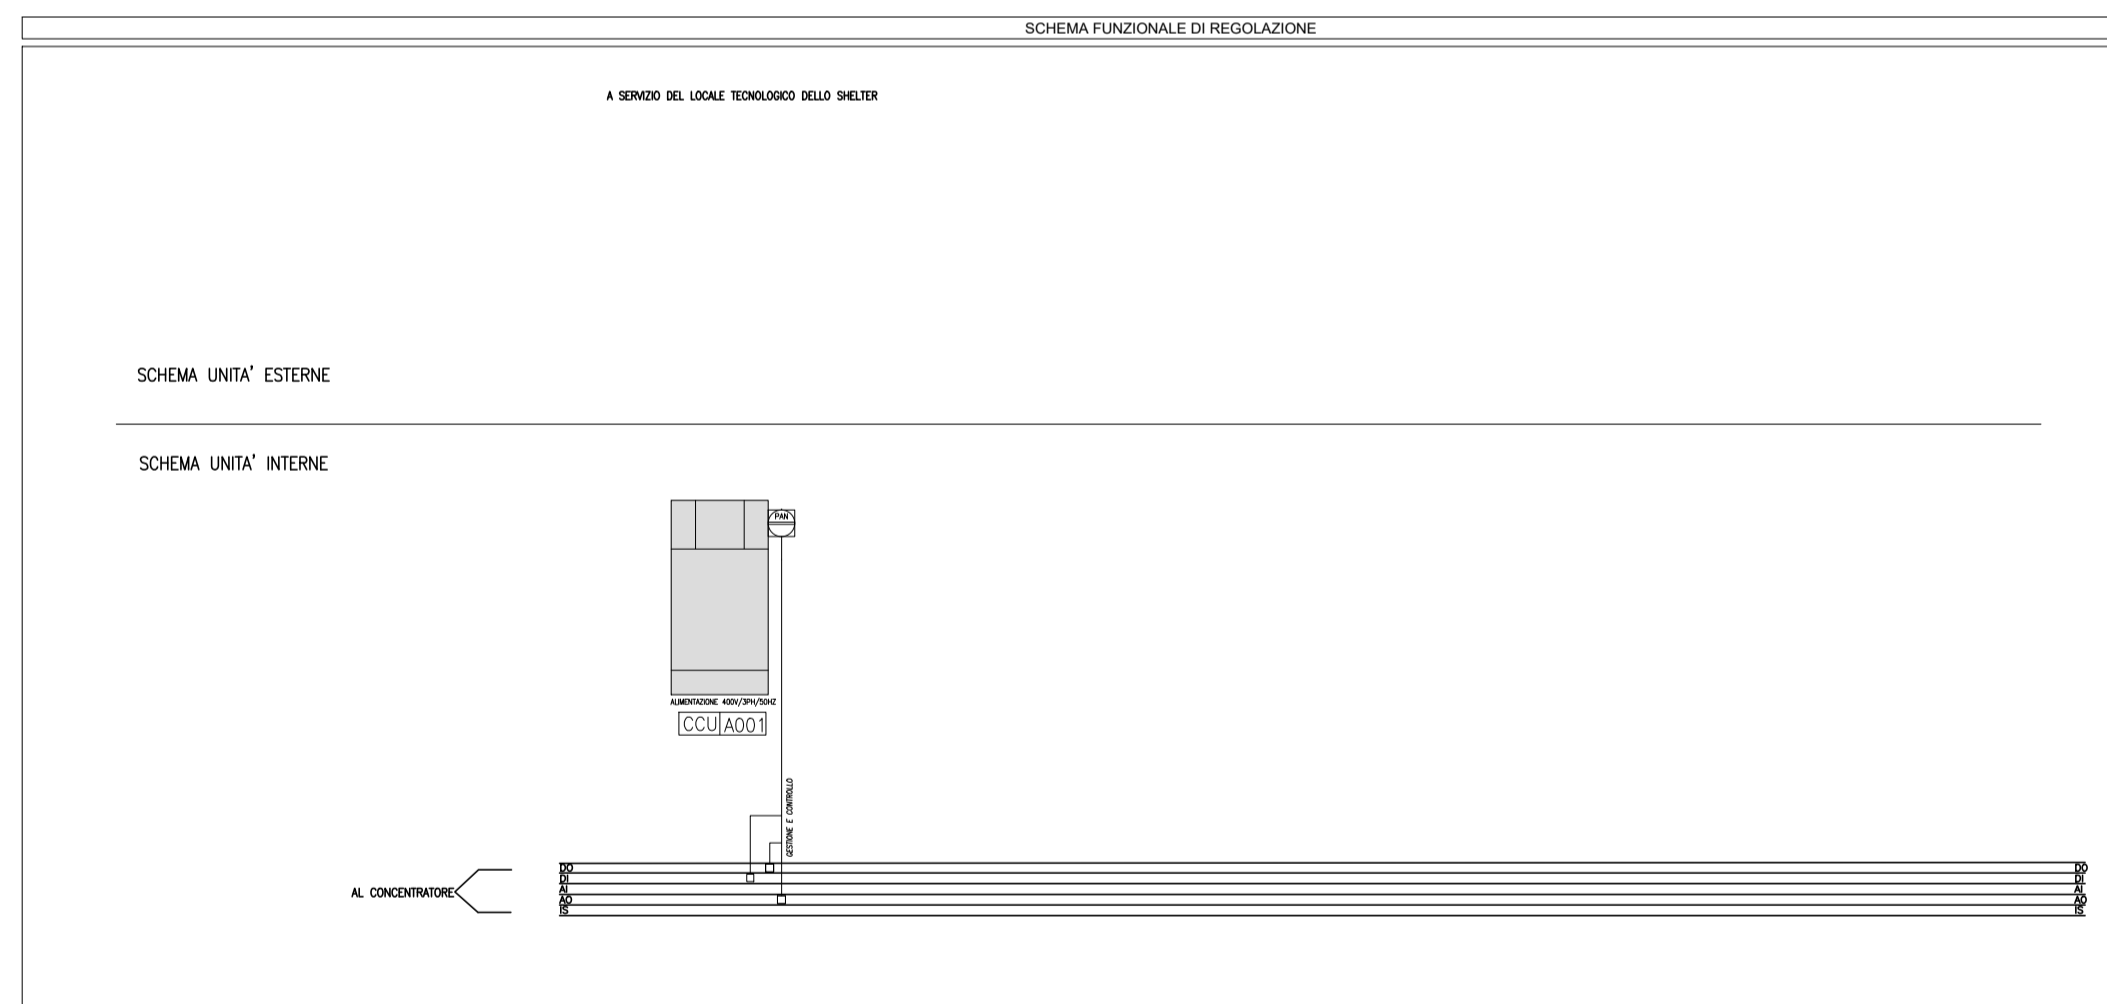 SCHEMA FUNZIONALE DI REGOLAZIONE
A SERVIZIO DEL LOCALE TECNOLOGICO DELLO SHELTER
SCHEMA UNITA' ESTERNE
SCHEMA UNITA' INTERNE
PAN
ALIMENTAZIONE 400V/3PH/50HZ
CCU A001
GESTIONE E CONTROLLO
AL CONCENTRATORE
DO DO
DI DI
AI AI
AO AO
IS IS